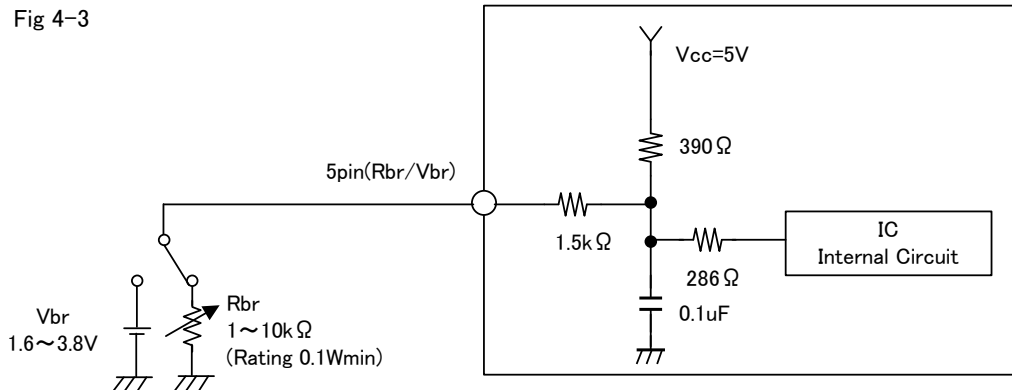 Fig 4-3
Vcc=5V
390Ω
5pin(Rbr/Vbr)
1.5kΩ
286Ω
IC
Internal Circuit
0.1uF
Vbr
1.6～3.8V
Rbr
1～10kΩ
(Rating 0.1Wmin)